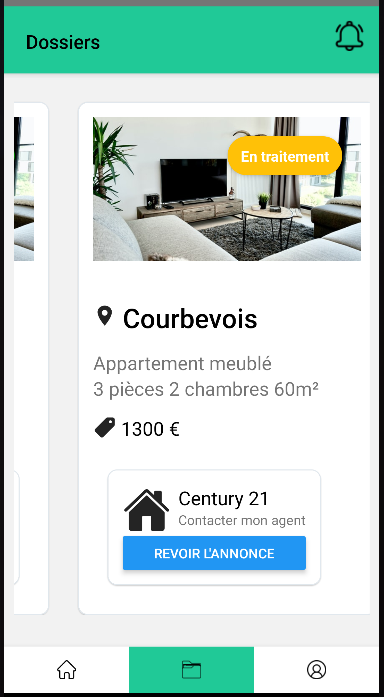 Dossiers
En traitement
Courbevois
Appartement meublé
3 pièces 2 chambres 60m²
1300 €
Century 21
Contacter mon agent
REVOIR L'ANNONCE